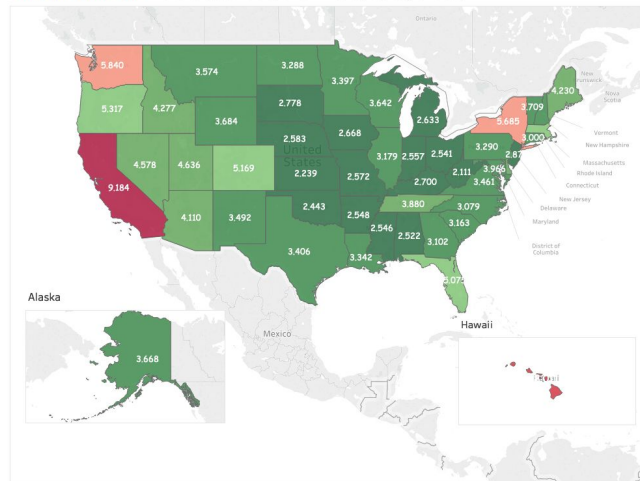 Ontario
5.840
3.574
3.288
3.397
New
Brunswick
Nova
Scotia
4.230
5.317
4.277
3.684
2.778
3.642
2.633
3.709
5.685
3.000
Vermont
New Hampshire
Massachusetts
Rhode Island
Connecticut
New Jersey
Delaware
Maryland
District of
Columbia
2.583
United
States
2.668
3.290
4.578
4.636
5.169
2.239
3.179
2.557
2.541
2.111
3.966
3.461
9.184
2.572
2.700
4.110
3.492
2.443
2.548
3.880
3.079
3.163
2.546
2.522
3.102
3.406
3.342
Alaska
3.668
Mexico
Hawaii